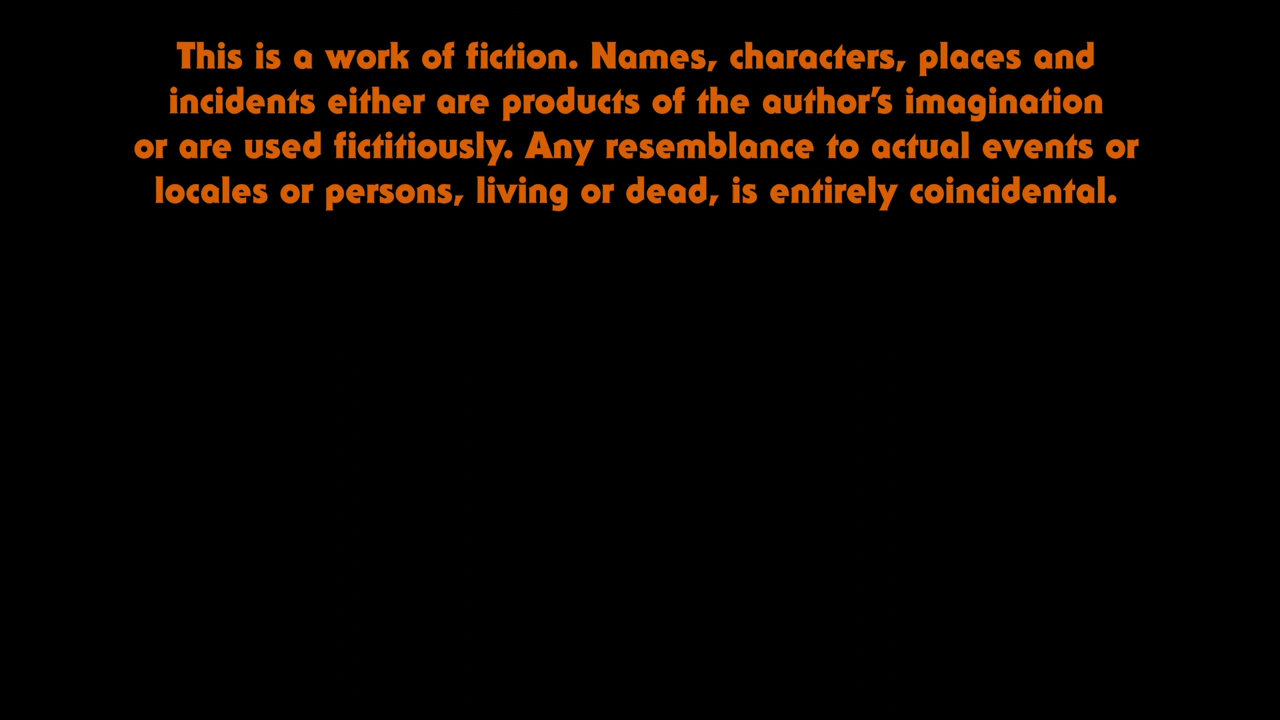 This is a work of fiction. Names, characters, places and
incidents either are products of the author's imagination
or are used fictitiously. Any resemblance to actual events or
locales or persons, living or dead, is entirely coincidental.